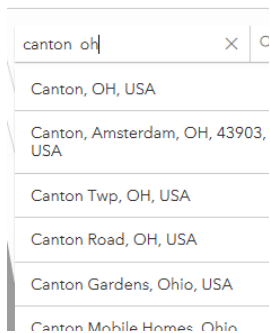 canton oh
Canton, OH, USA
Canton, Amsterdam, OH, 43903,
USA
Canton Twp, OH, USA
Canton Road, OH, USA
Canton Gardens, Ohio, USA
Canton Mobile Homes, Ohio